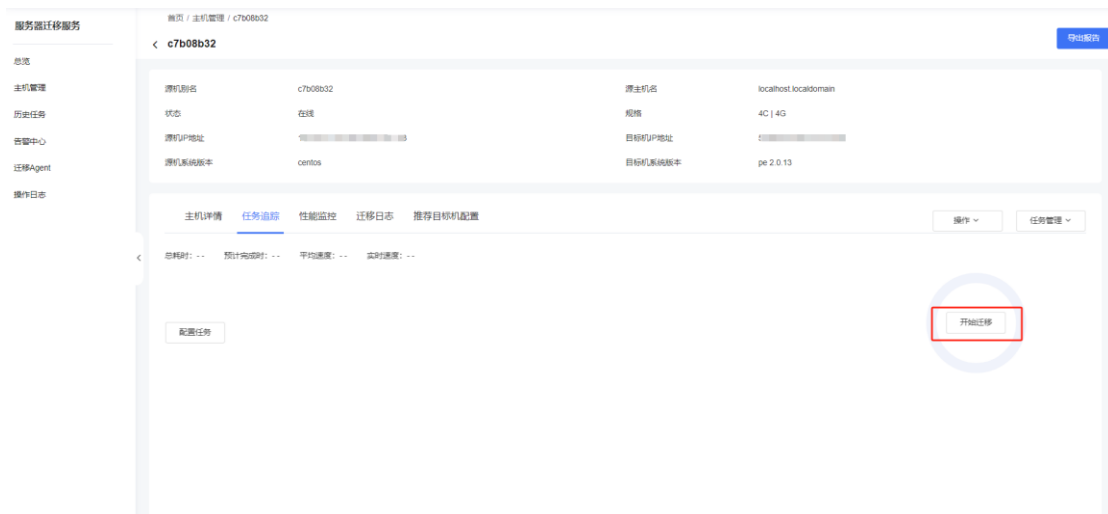 服务器迁移服务
总览
主机管理
历史任务
告警中心
迁移Agent
操作日志
首页 / 主机管理 / c7b08b32
c7b08b32
导出报告
源机别名 c7b08b32 源主机名 localhost.localdomain
状态 在线 规格 4C | 4G
源机IP地址 目标机IP地址
源机系统版本 centos 目标机系统版本 pe 2.0.13
主机详情 任务追踪 性能监控 迁移日志 推荐目标机配置 操作 任务管理
总耗时: -- 预计完成时: -- 平均速度: -- 实时速度: --
配置任务 开始迁移